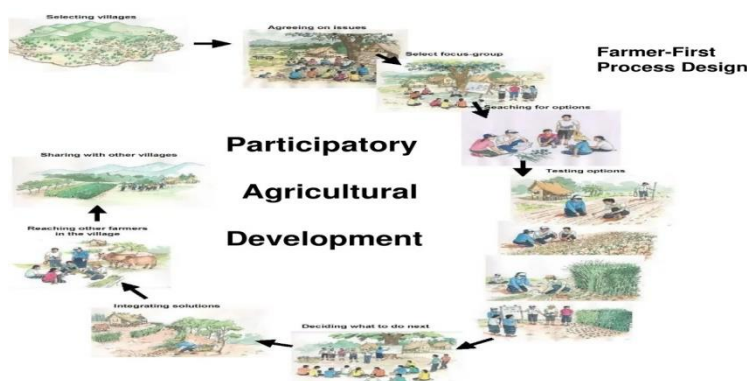 Selecting villages
Agreeing on issues
Select focus-group
Farmer-First
Process Design
Seaching for options
Participatory
Agricultural
Development
Testing options
Sharing with other villages
Reaching other farmers
in the village
Integrating solutions
Deciding what to do next